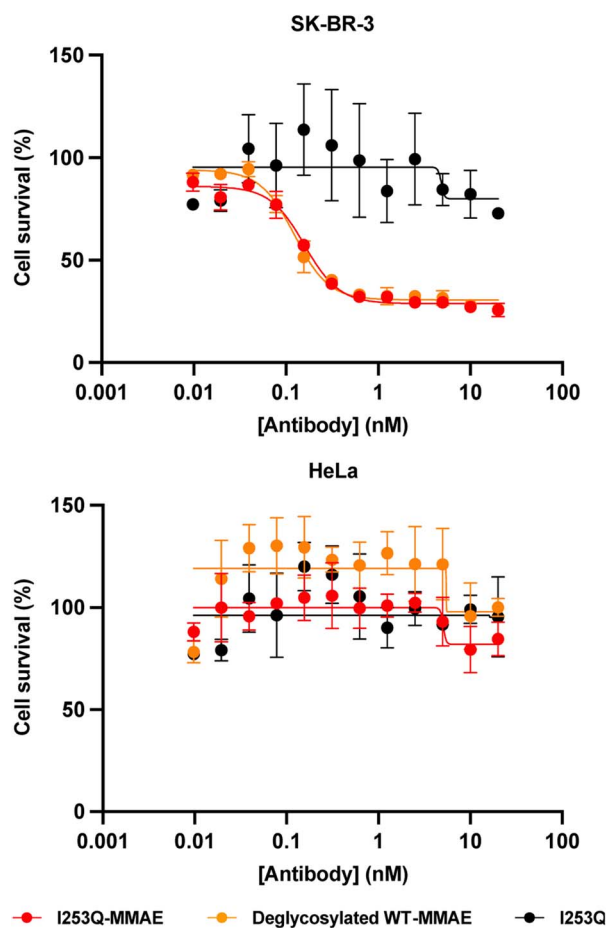 SK-BR-3
150
100
50
0
Cell survival (%)
0.001
0.01
0.1
1
10
100
[Antibody] (nM)
HeLa
150
100
50
0
Cell survival (%)
0.001
0.01
0.1
1
10
100
[Antibody] (nM)
I253Q-MMAE
Deglycosylated WT-MMAE
I253Q